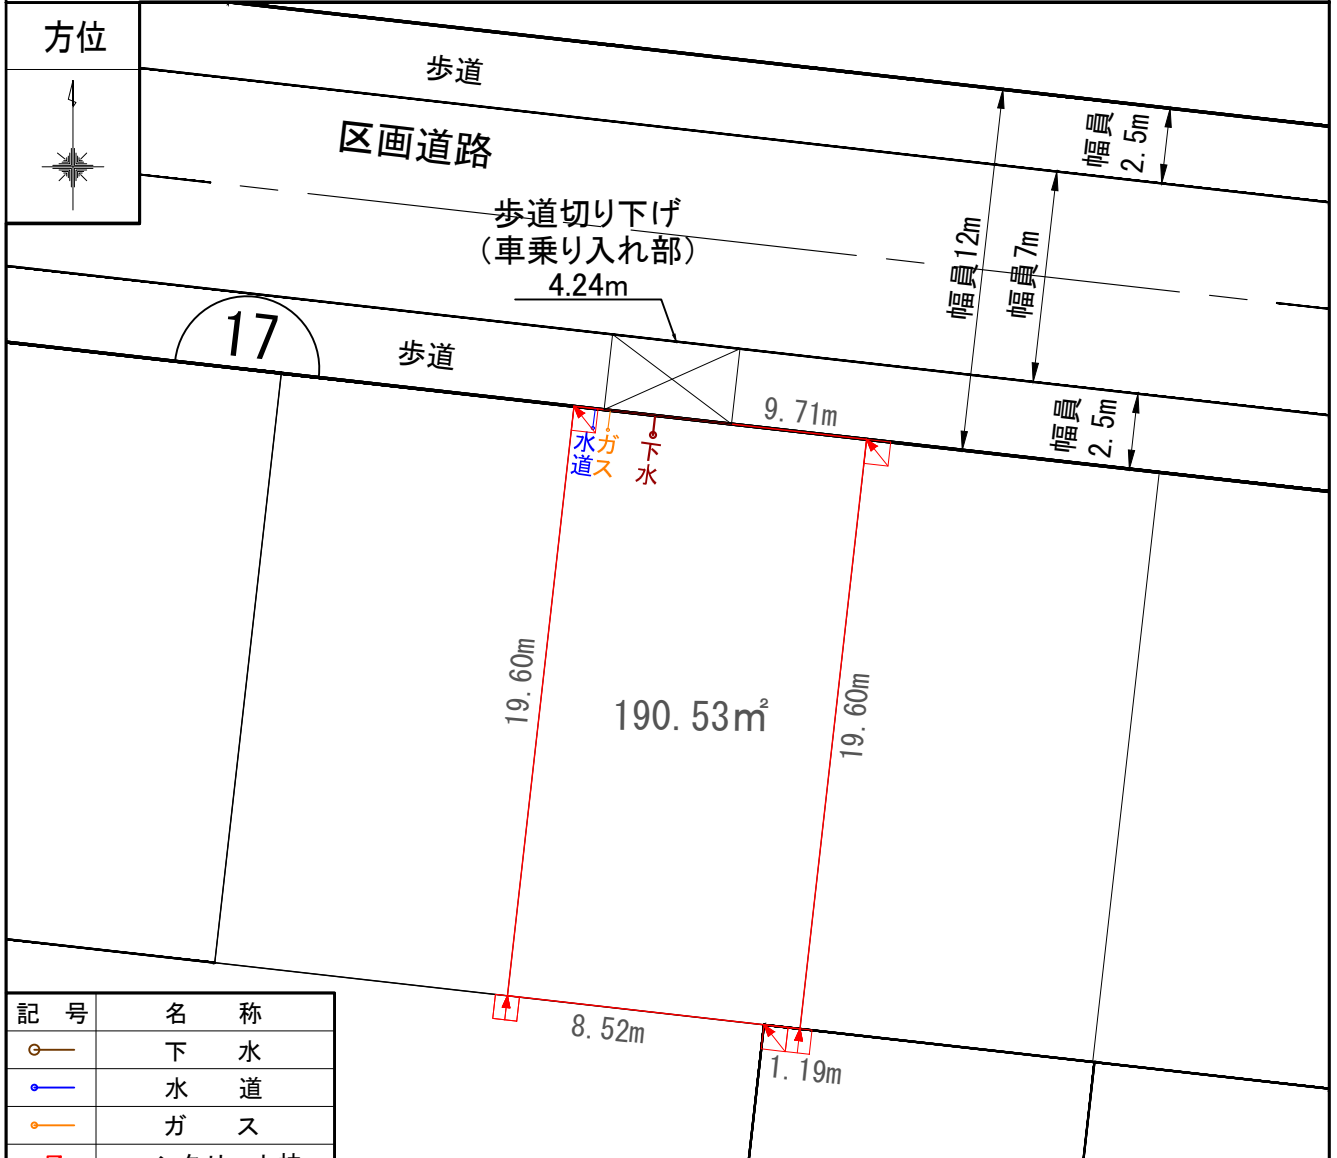 方位
歩道
区画道路
幅員
2.5m
歩道切り下げ
（車乗り入れ部）
4.24m
幅員12m
幅員7m
17
歩道
9.71m
幅員
2.5m
水道
ガス
下水
19.60m
190.53㎡
19.60m
8.52m
1.19m
記 号 名 称
下 水
水 道
ガ ス